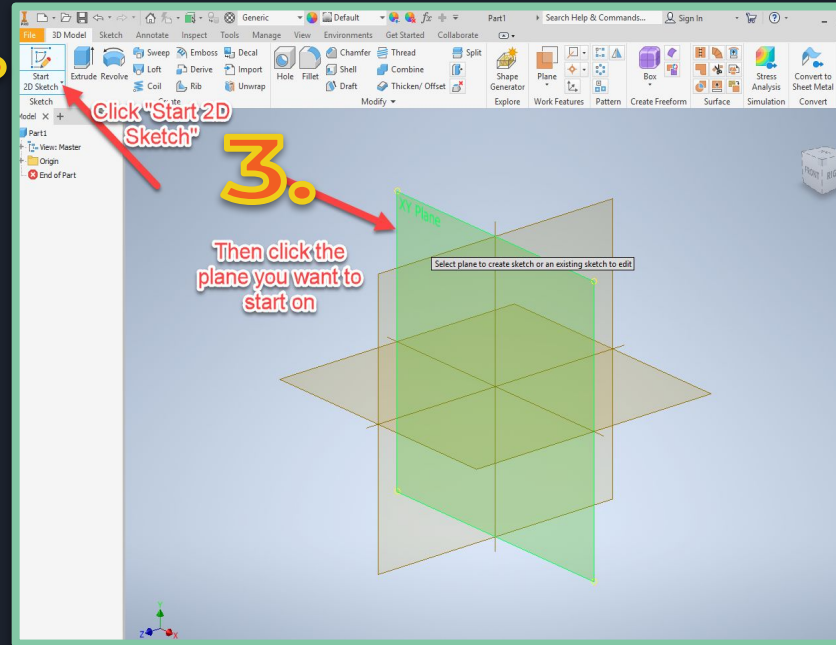 Generic Default fx Part1 Search Help & Commands... Sign In
File 3D Model Sketch Annotate Inspect Tools Manage View Environments Get Started Collaborate
Start
2D Sketch
Extrude Revolve
Sweep Emboss Decal
Loft Derive Import
Coil Rib Unwrap
Hole Fillet
Chamfer Thread Split
Shell Combine
Draft Thicken/ Offset
Shape
Generator
Plane
Box
Stress
Analysis
Convert to
Sheet Metal
Sketch Create Modify Explore Work Features Pattern Create Freeform Surface Simulation Convert
Model X +
Part1
View: Master
Origin
End of Part
Click "Start 2D
Sketch"
3.
Then click the
plane you want to
start on
XY Plane
Select plane to create sketch or an existing sketch to edit
FRONT
Y
Z X